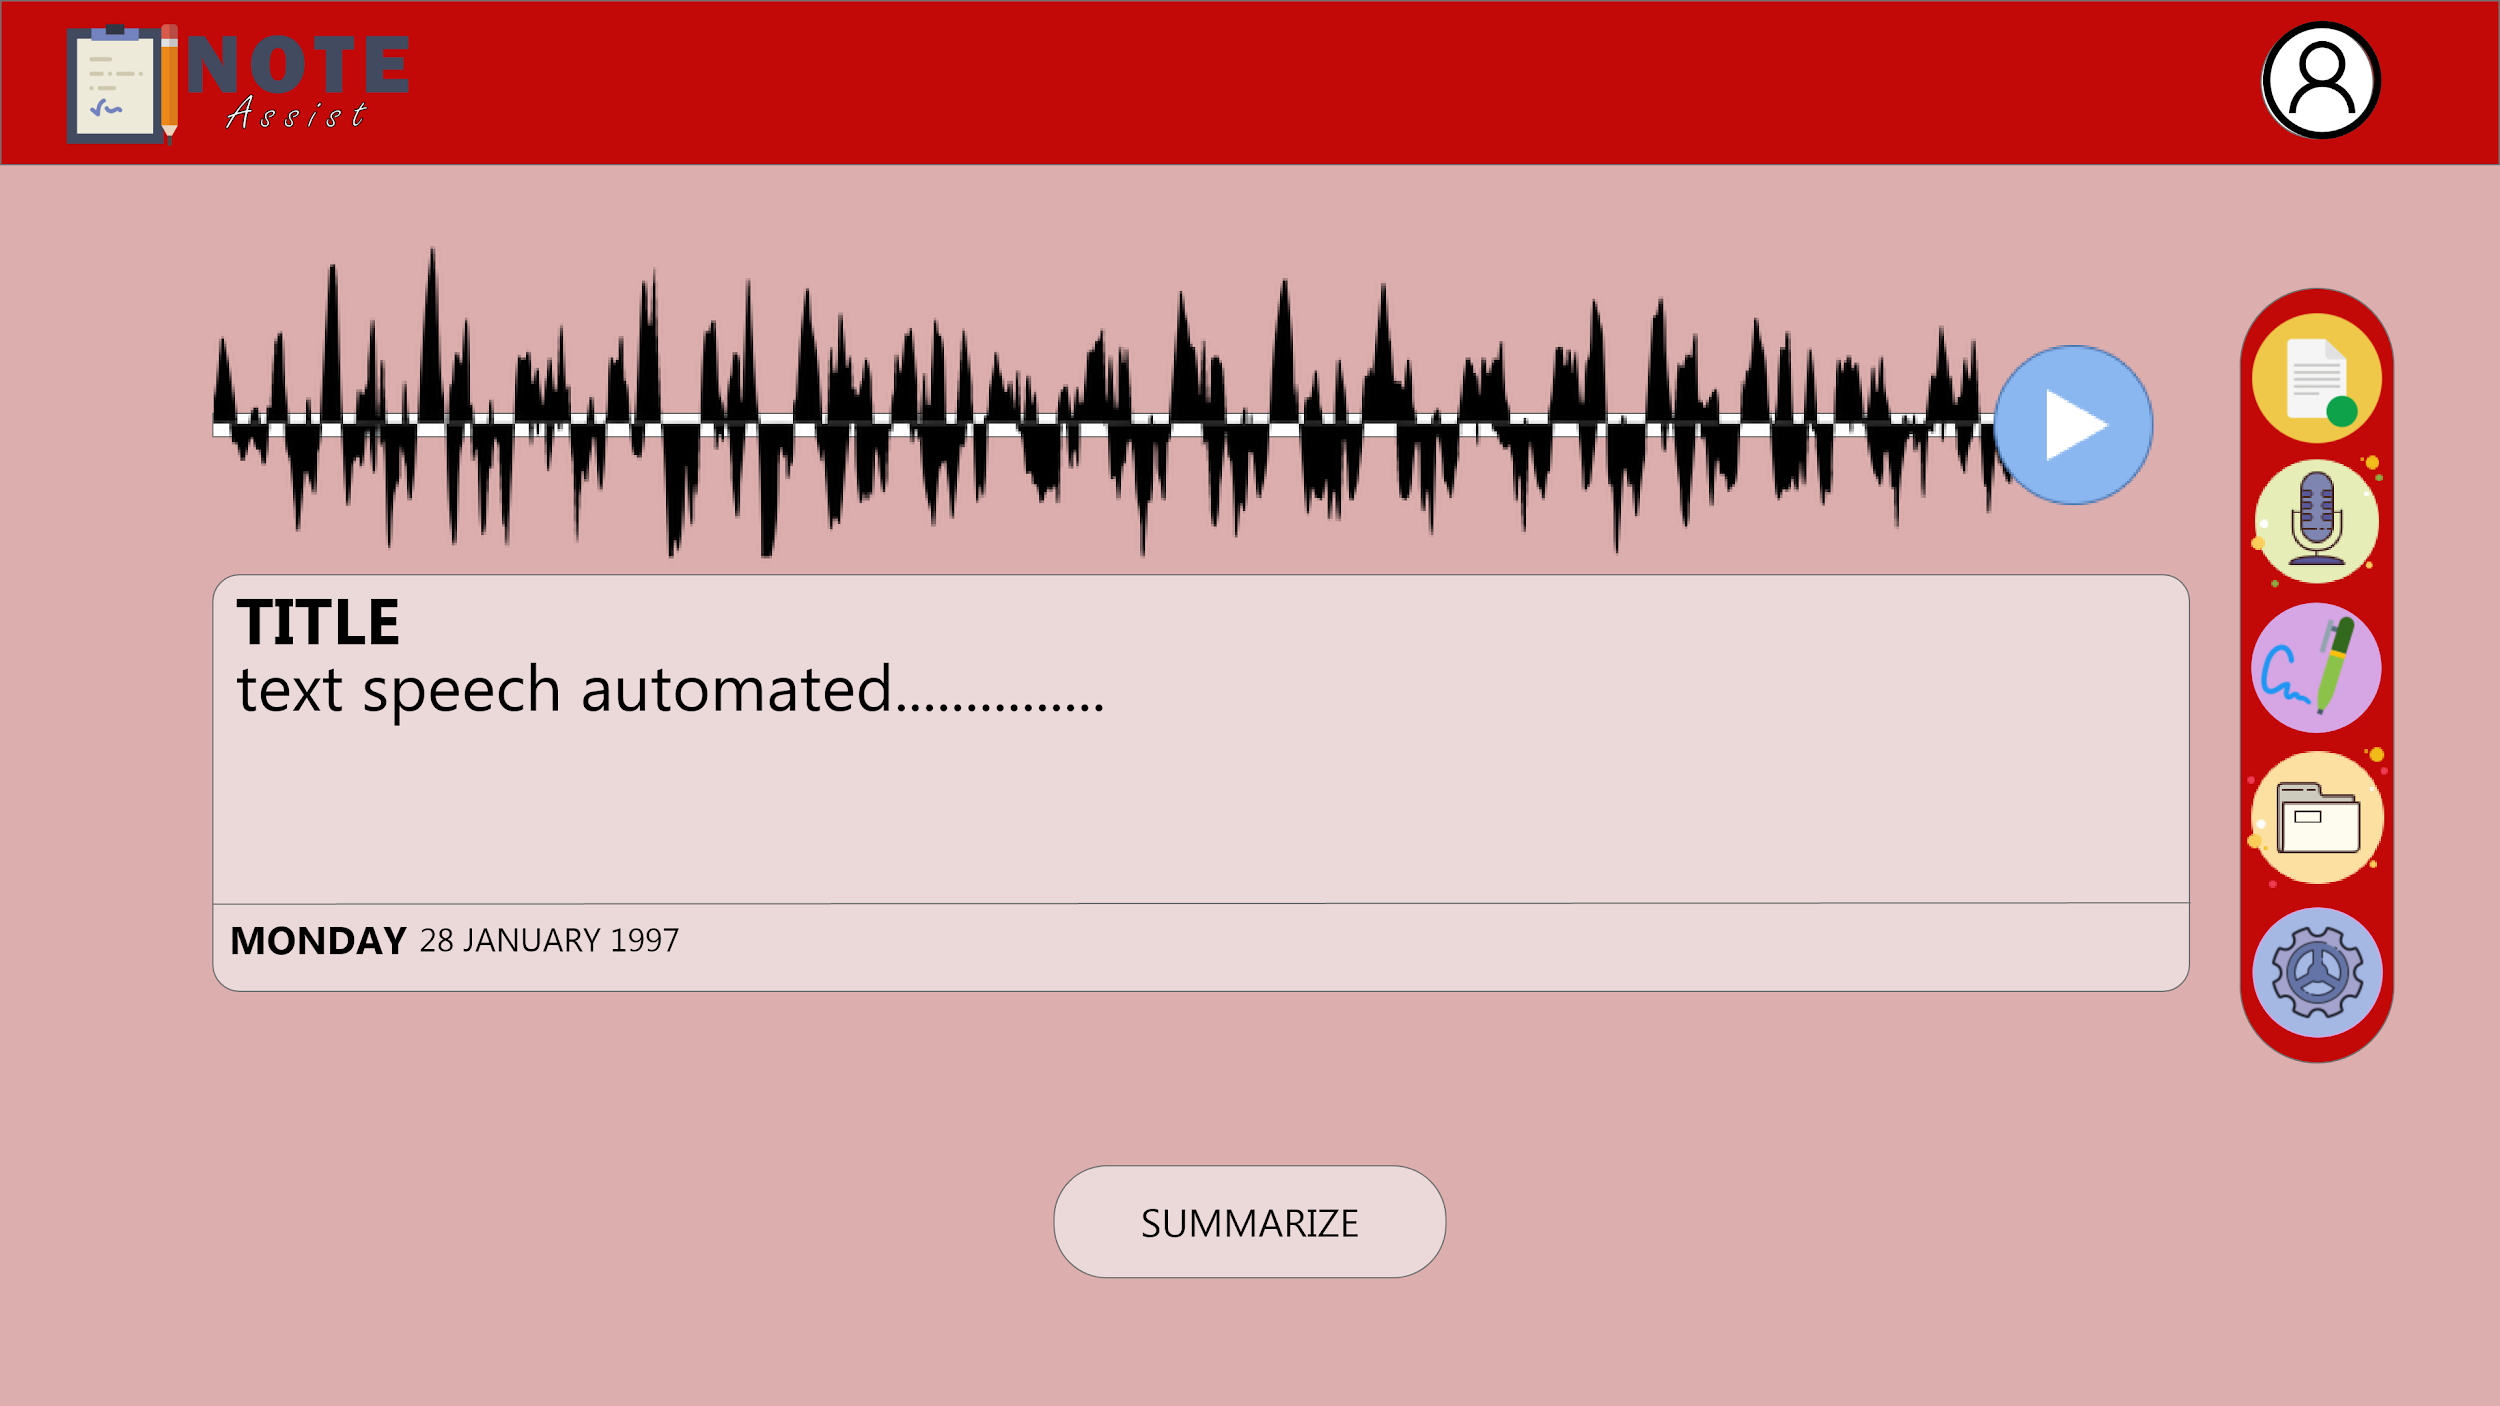 NOTE
Assist
TITLE
text speech automated...............
MONDAY 28 JANUARY 1997
SUMMARIZE